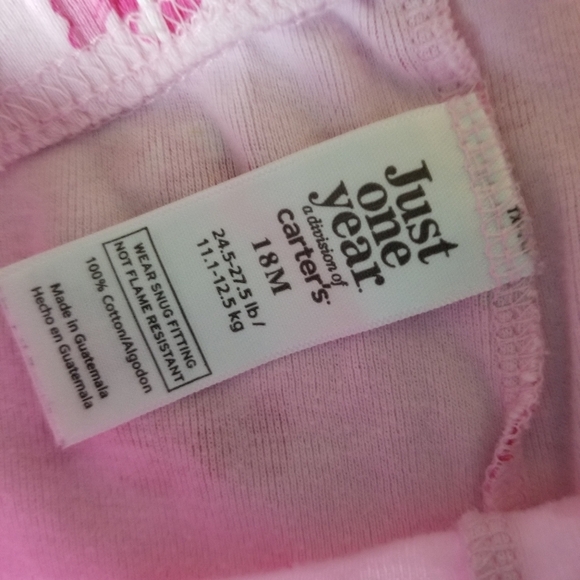 Just
one
year.
a division of
carter's
18M
24.5-27.5 lb/
11.1-12.5 kg
WEAR SNUG FITTING
NOT FLAME RESISTANT
100% Cotton/Algodon
Made in Guatemala
Hecho en Guatemala